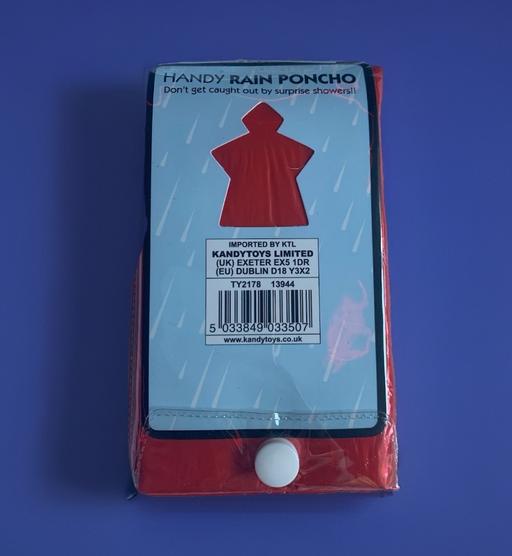 HANDY RAIN PONCHO
Don't get caught out by surprise showers!!
IMPORTED BY KTL
KANDYTOYS LIMITED
(UK) EXETER EX5 1DR
(EU) DUBLIN D18 Y3X2
TY2178 13944
5 033849 033507
www.kandytoys.co.uk